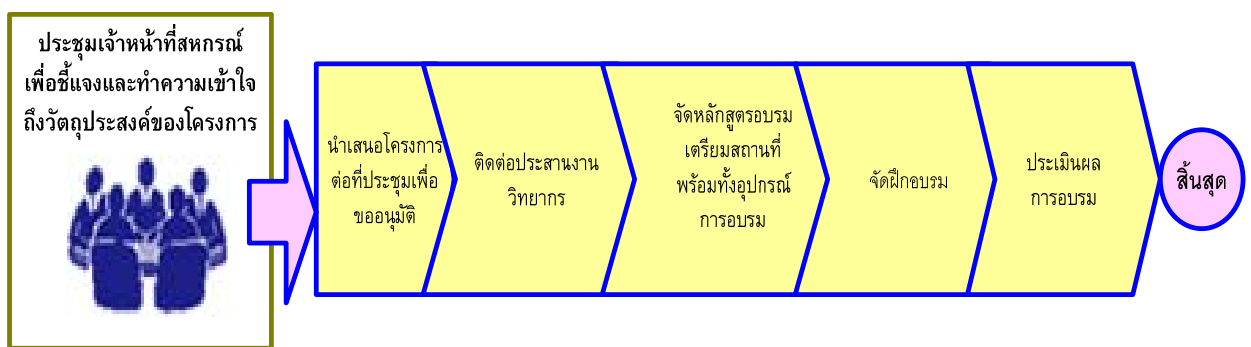 ประชุมเจ้าหน้าที่สหกรณ์
เพื่อชี้แจงและทำความเข้าใจ
ถึงวัตถุประสงค์ของโครงการ
นำเสนอโครงการ
ต่อที่ประชุมเพื่อ
ขออนุมัติ
ติดต่อประสานงาน
วิทยากร
จัดหลักสูตรอบรม
เตรียมสถานที่
พร้อมทั้งอุปกรณ์
การอบรม
จัดฝึกอบรม
ประเมินผล
การอบรม
สิ้นสุด